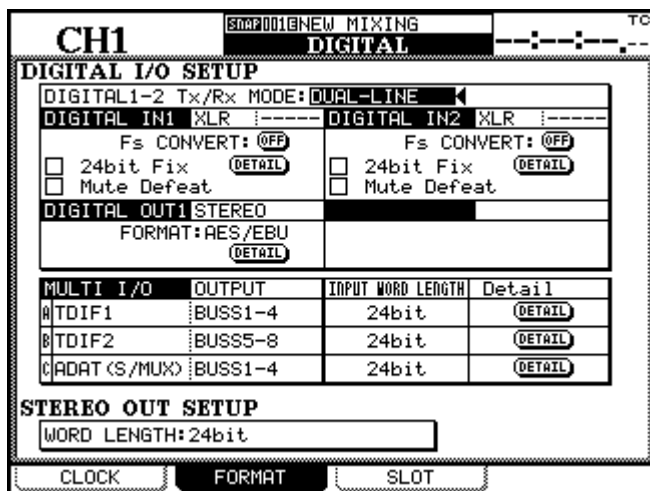 CH1
SNAP001 NEW MIXING
DIGITAL
TC
--:--:--.--
DIGITAL I/O SETUP
DIGITAL1-2 Tx/Rx MODE:DUAL-LINE
DIGITAL IN1 XLR :-----
DIGITAL IN2 XLR :-----
Fs CONVERT: OFF
Fs CONVERT: OFF
24bit Fix DETAIL
24bit Fix DETAIL
Mute Defeat
Mute Defeat
DIGITAL OUT1 STEREO
FORMAT:AES/EBU
DETAIL
MULTI I/O OUTPUT INPUT WORD LENGTH Detail
A TDIF1 BUSS1-4 24bit DETAIL
B TDIF2 BUSS5-8 24bit DETAIL
C ADAT(S/MUX) BUSS1-4 24bit DETAIL
STEREO OUT SETUP
WORD LENGTH:24bit
CLOCK FORMAT SLOT